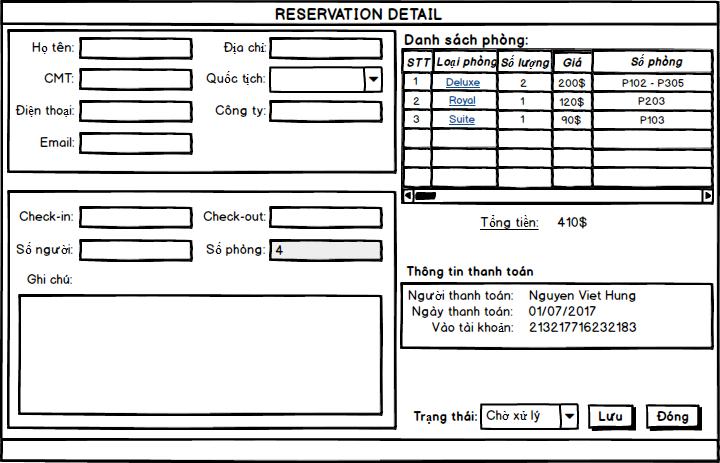 RESERVATION DETAIL
Họ tên:
Địa chỉ:
CMT:
Quốc tịch:
Điện thoại:
Công ty:
Email:
Check-in:
Check-out:
Số người:
Số phòng: 4
Ghi chú:
Danh sách phòng:
STT Loại phòng Số lượng Giá Số phòng
1 Deluxe 2 200$ P102 - P305
2 Royal 1 120$ P203
3 Suite 1 90$ P103
Tổng tiền: 410$
Thông tin thanh toán
Người thanh toán: Nguyen Viet Hung
Ngày thanh toán: 01/07/2017
Vào tài khoản: 213217716232183
Trạng thái: Chờ xử lý Lưu Đóng